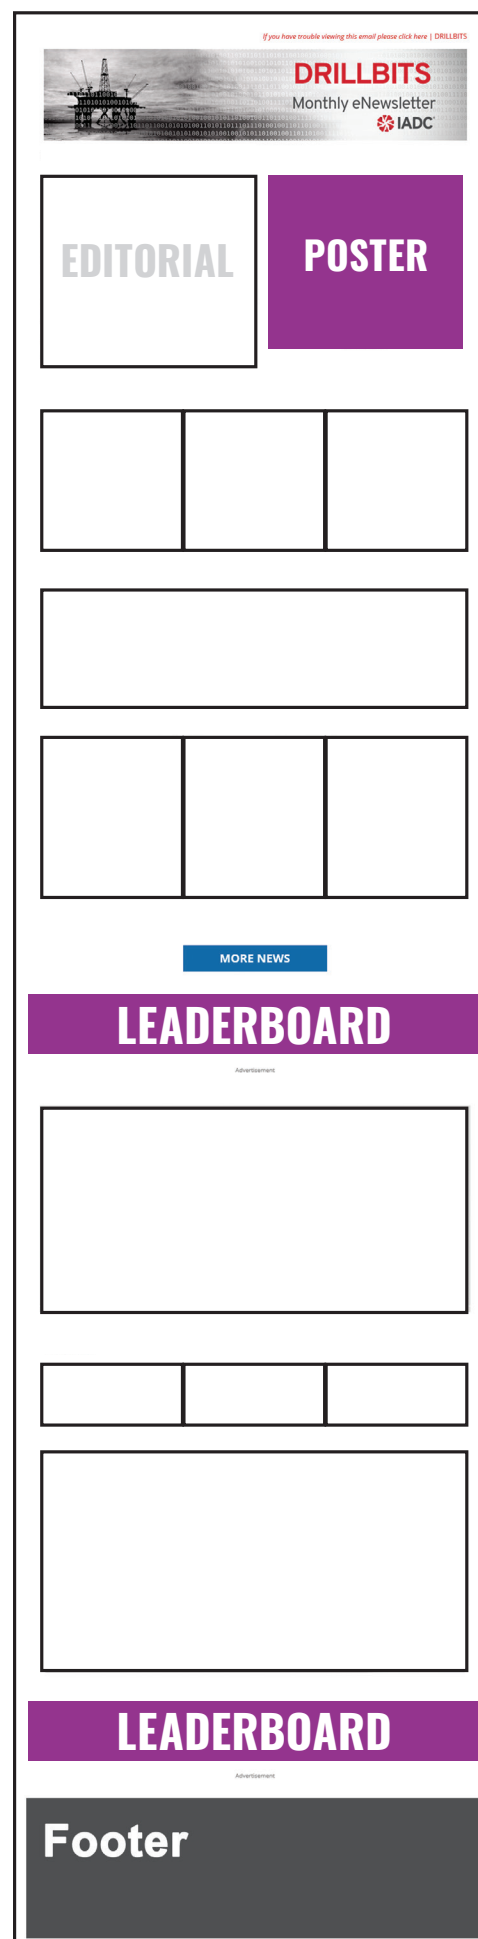 If you have trouble viewing this email please click here | DRILLBITS
DRILLBITS
Monthly eNewsletter
IADC
EDITORIAL
POSTER
MORE NEWS
LEADERBOARD
Advertisement
LEADERBOARD
Advertisement
Footer